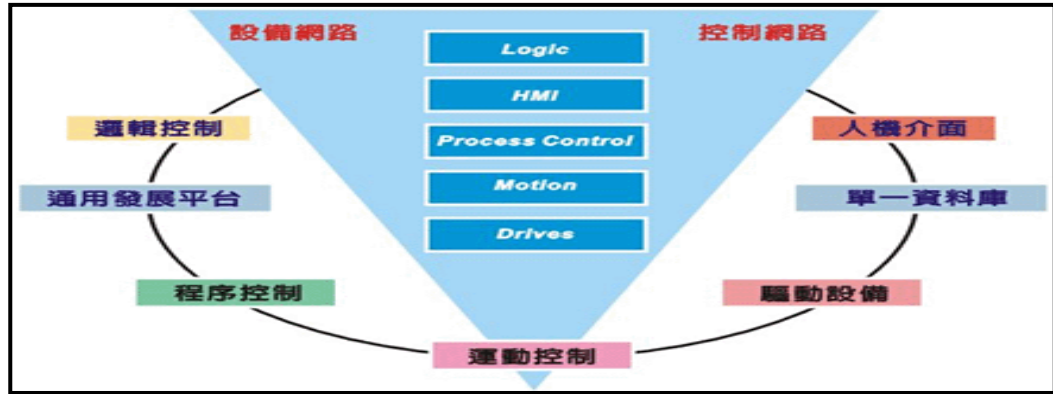 設備網路
控制網路
Logic
HMI
Process Control
Motion
Drives
邏輯控制
人機介面
通用發展平台
單一資料庫
程序控制
驅動設備
運動控制